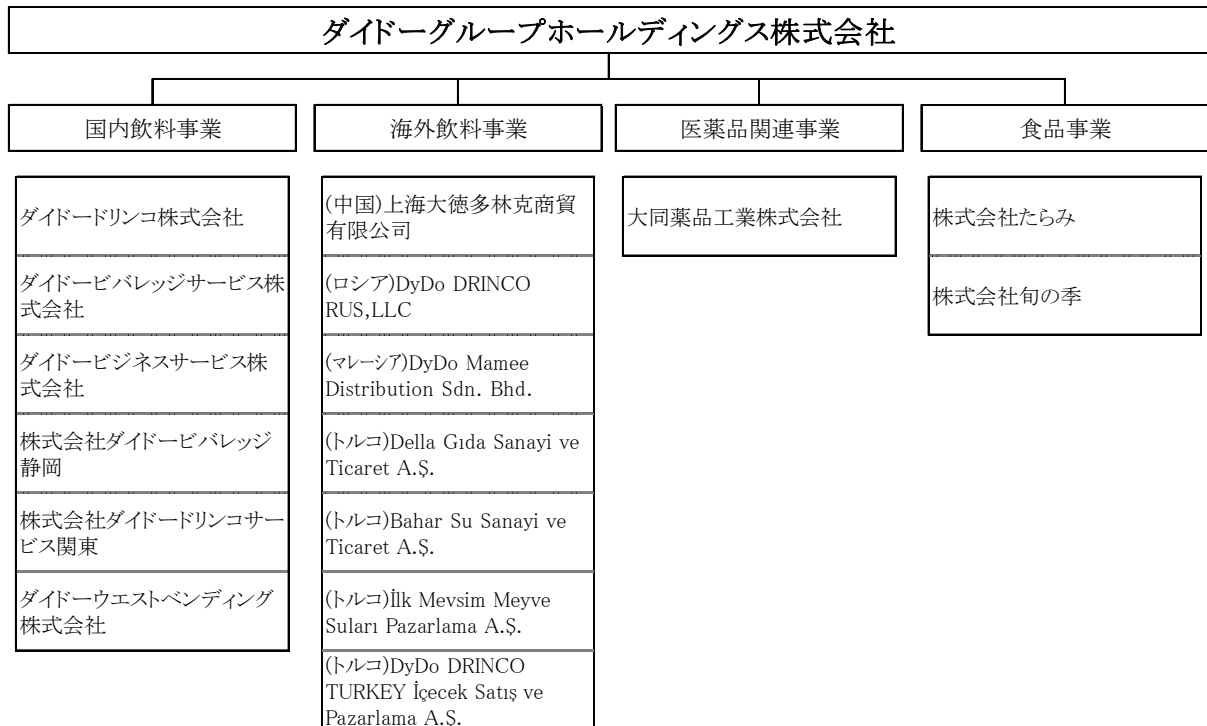 ダイドーグループホールディングス株式会社
国内飲料事業
海外飲料事業
医薬品関連事業
食品事業
ダイドードリンコ株式会社
ダイドービバレッジサービス株
式会社
ダイドービジネスサービス株
式会社
株式会社ダイドービバレッジ
静岡
株式会社ダイドードリンコサー
ビス関東
ダイドーウエストベンディング
株式会社
(中国)上海大徳多林克商貿
有限公司
(ロシア)DyDo DRINCO
RUS,LLC
(マレーシア)DyDo Mamee
Distribution Sdn. Bhd.
(トルコ)Della Gıda Sanayi ve
Ticaret A.Ş.
(トルコ)Bahar Su Sanayi ve
Ticaret A.Ş.
(トルコ)İlk Mevsim Meyve
Suları Pazarlama A.Ş.
(トルコ)DyDo DRINCO
TURKEY İçecek Satış ve
Pazarlama A.Ş.
大同薬品工業株式会社
株式会社たらみ
株式会社旬の季